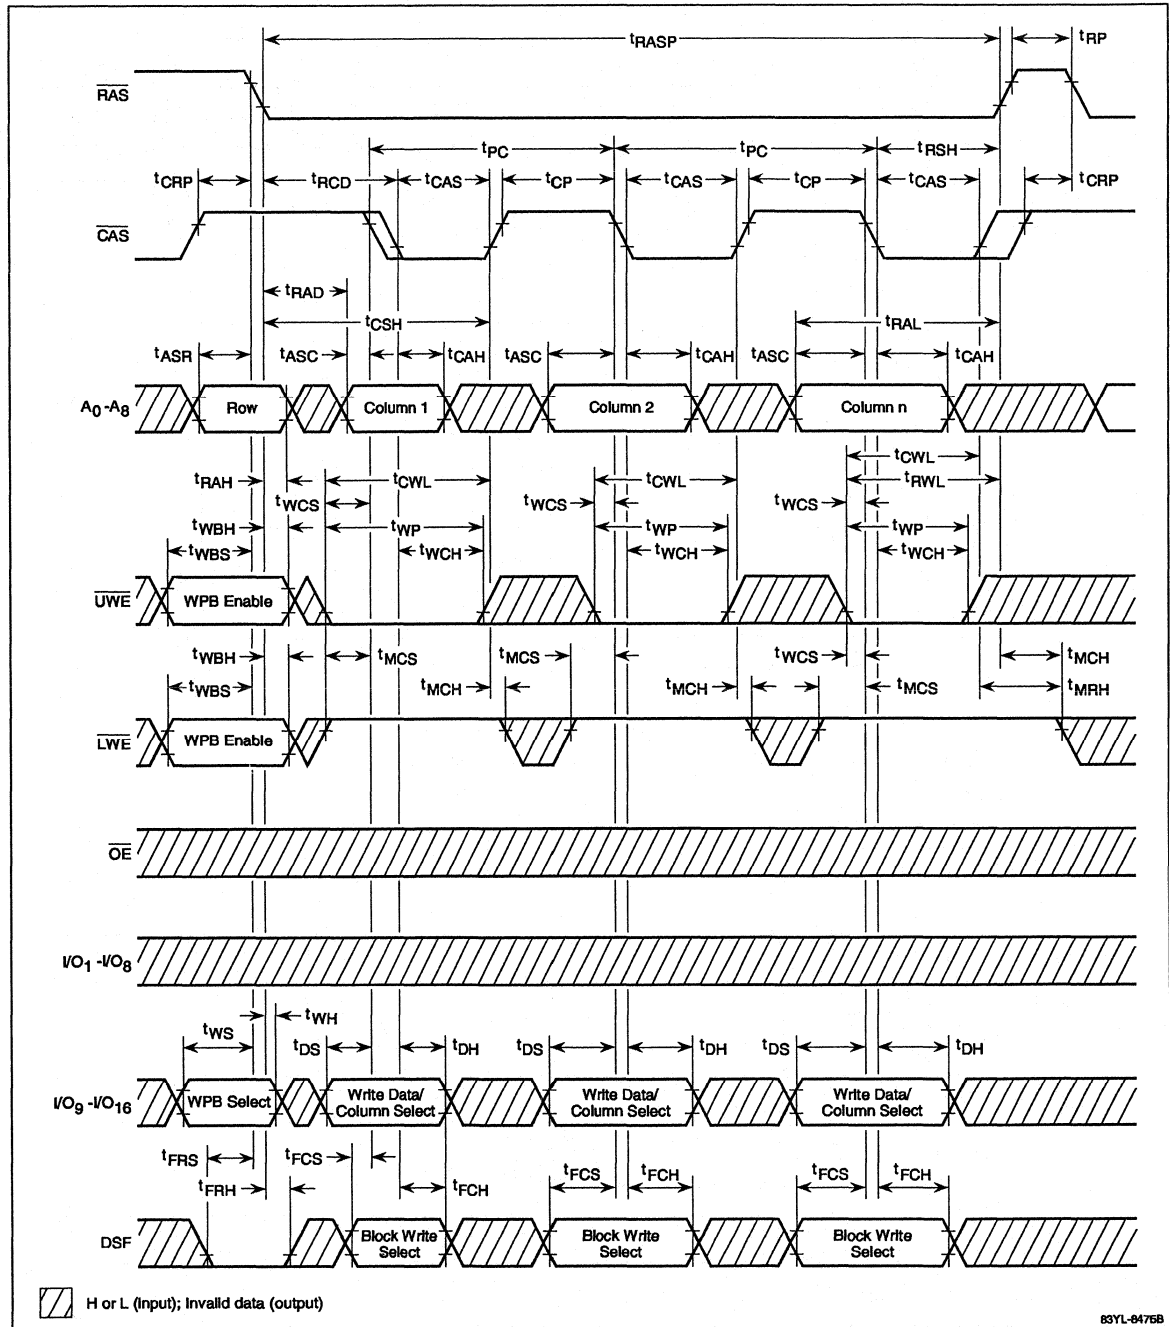 tRASP
tRP
RAS
tPC
tPC
tRSH
tCRP
tRCD
tCAS
tCP
tCAS
tCP
tCAS
tCRP
CAS
tRAD
tCSH
tRAL
tASR
tASC
tCAH
tASC
tCAH
tASC
tCAH
A0-A8
Row
Column 1
Column 2
Column n
tCWL
tRAH
tCWL
tCWL
tRWL
tWCS
tWCS
tWCS
tWBH
tWP
tWP
tWP
tWBS
tWCH
tWCH
tWCH
UWE
WPB Enable
tWBH
tMCS
tMCS
tWCS
tMCH
tWBS
tMCH
tMCH
tMCS
tMRH
LWE
WPB Enable
OE
I/O1-I/O8
tWH
tWS
tDS
tDH
tDS
tDH
tDS
tDH
I/O9-I/O16
WPB Select
Write Data/
Column Select
Write Data/
Column Select
Write Data/
Column Select
tFRS
tFCS
tFCS
tFCH
tFCS
tFCH
tFRH
tFCH
DSF
Block Write
Select
Block Write
Select
Block Write
Select
H or L (input); Invalid data (output)
83YL-8475B